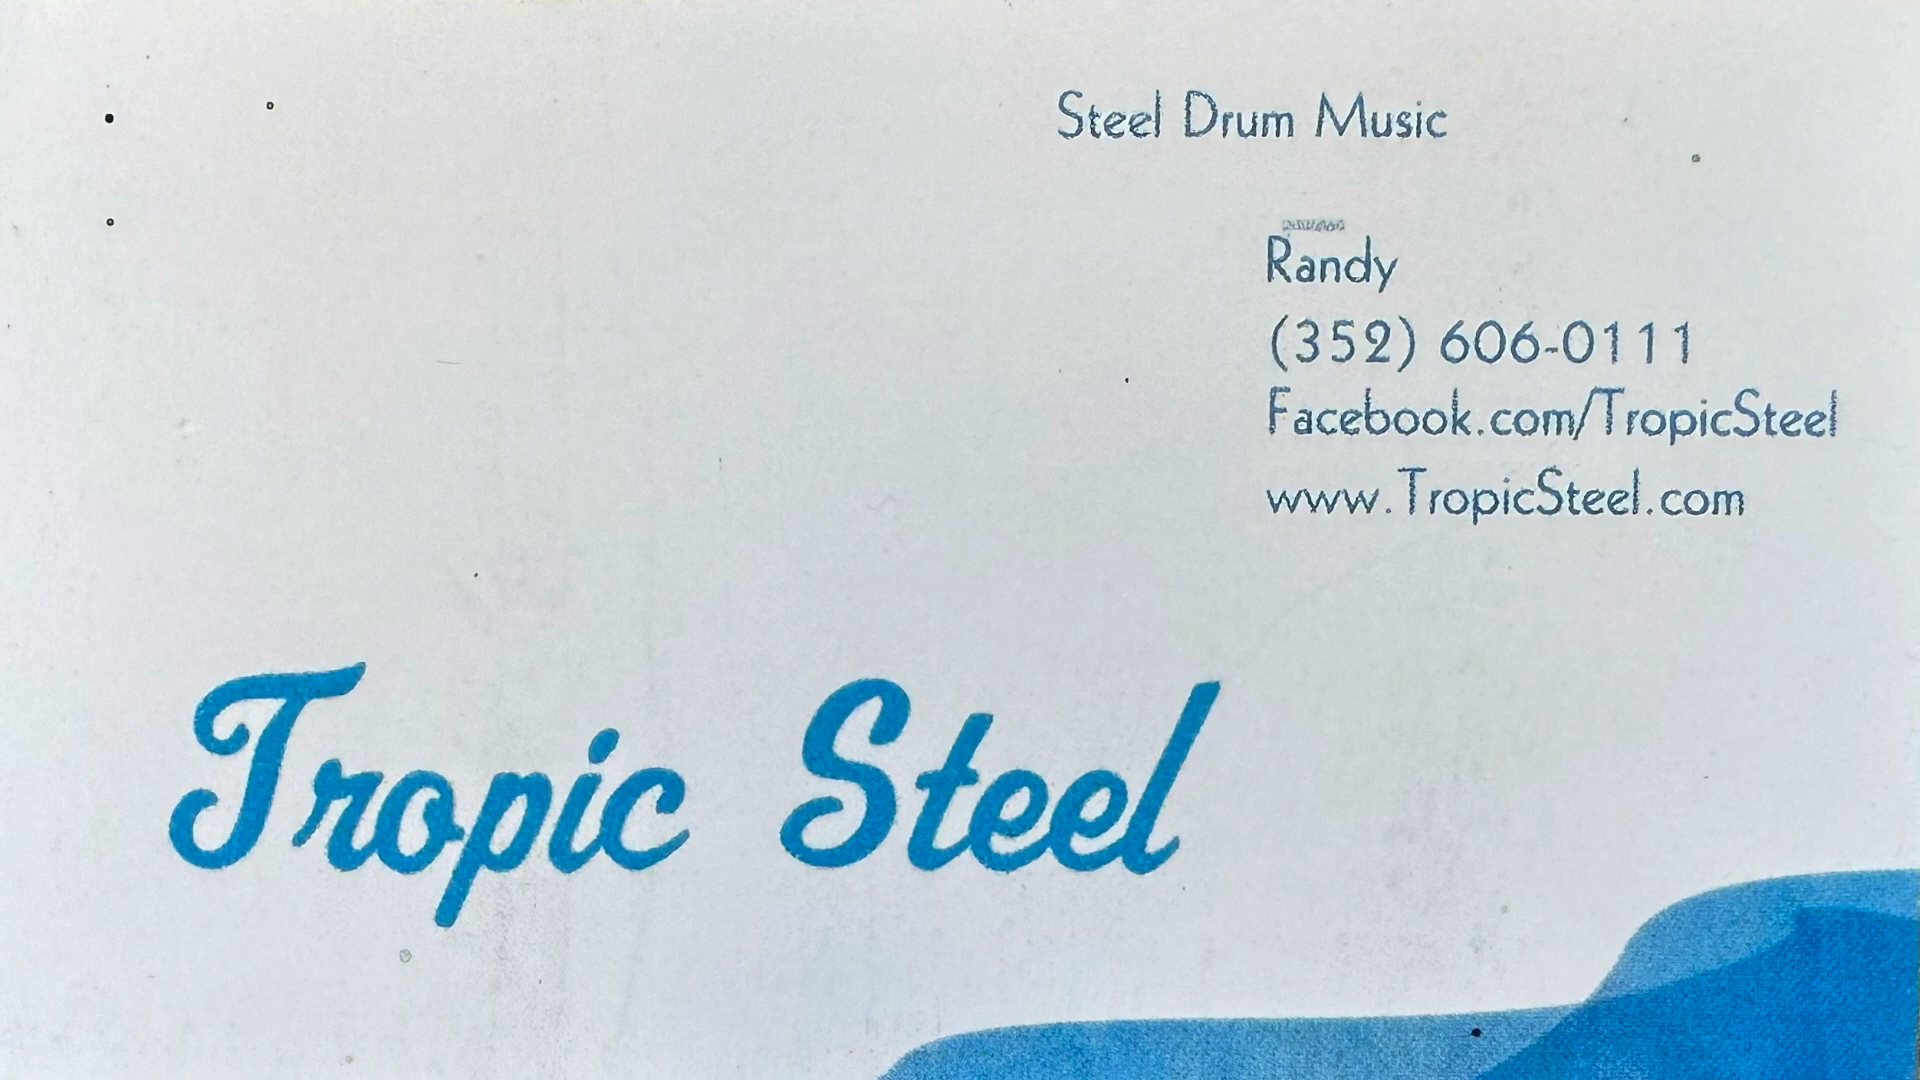 Steel Drum Music
Randy
(352) 606-0111
Facebook.com/TropicSteel
www.TropicSteel.com
Tropic Steel